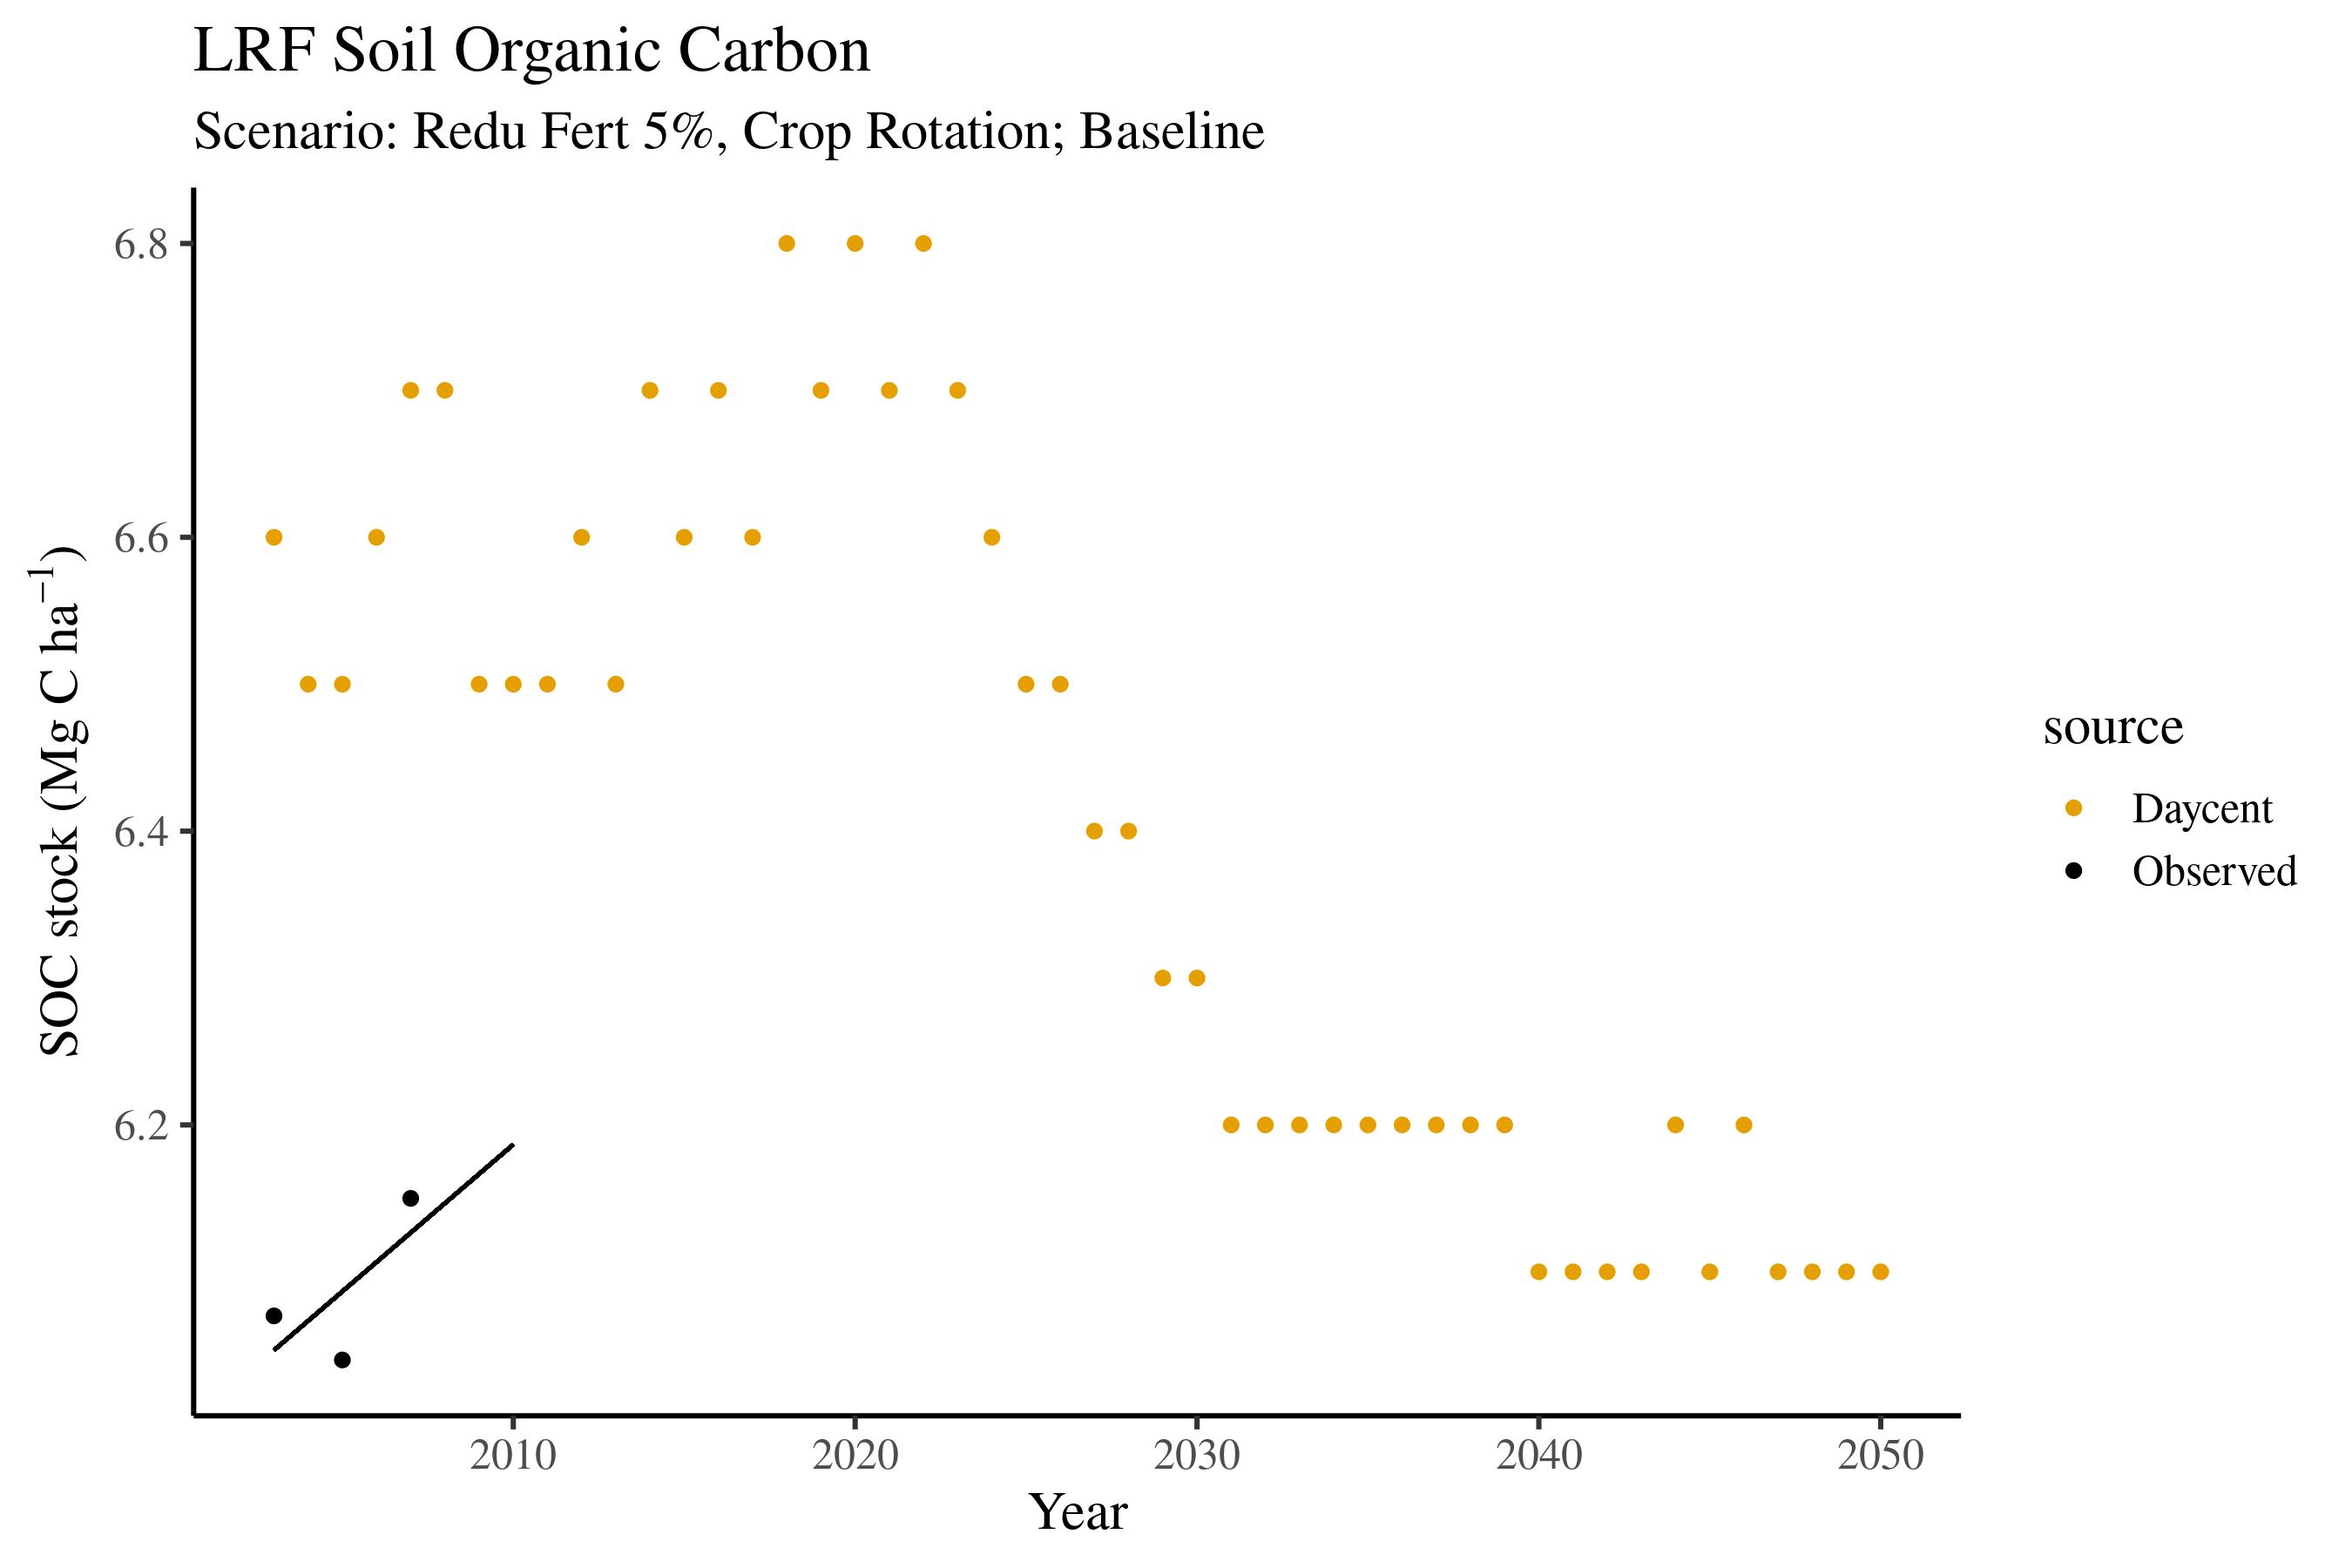 LRF Soil Organic Carbon
Scenario: Redu Fert 5%, Crop Rotation; Baseline
SOC stock (Mg C ha⁻¹)
6.8
6.6
6.4
6.2
2010 2020 2030 2040 2050
Year
source
Daycent
Observed